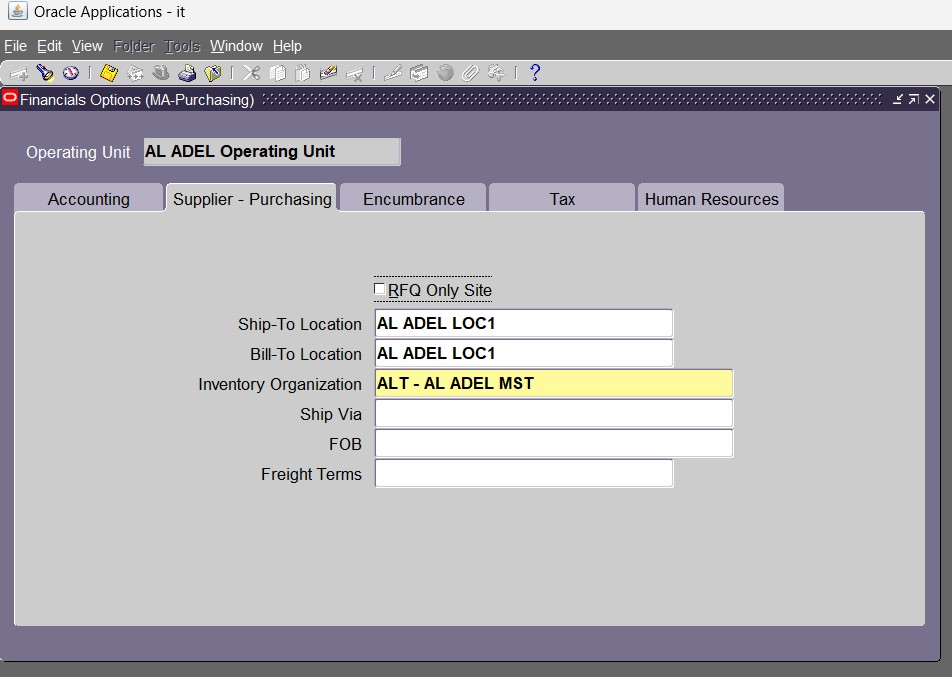 Oracle Applications - it
File Edit View Folder Tools Window Help
?
Financials Options (MA-Purchasing)
Operating Unit AL ADEL Operating Unit
Accounting Supplier - Purchasing Encumbrance Tax Human Resources
RFQ Only Site
Ship-To Location AL ADEL LOC1
Bill-To Location AL ADEL LOC1
Inventory Organization ALT - AL ADEL MST
Ship Via
FOB
Freight Terms